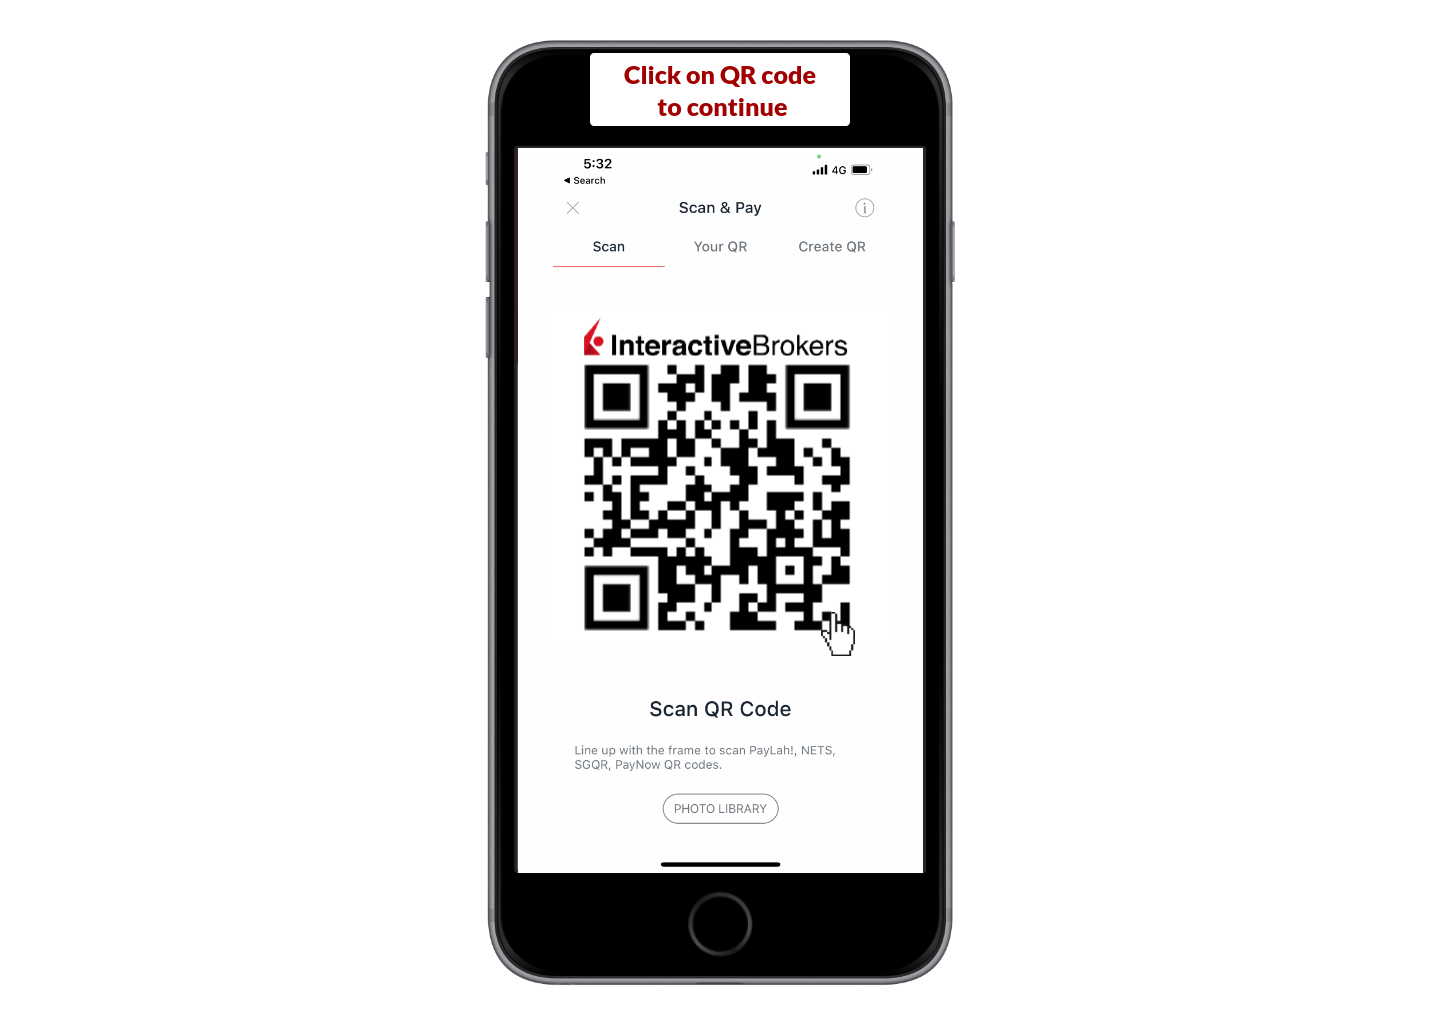 Click on QR code
to continue
5:32
4G
◀ Search
Scan & Pay
i
Scan
Your QR
Create QR
InteractiveBrokers
Scan QR Code
Line up with the frame to scan PayLah!, NETS,
SGQR, PayNow QR codes.
PHOTO LIBRARY